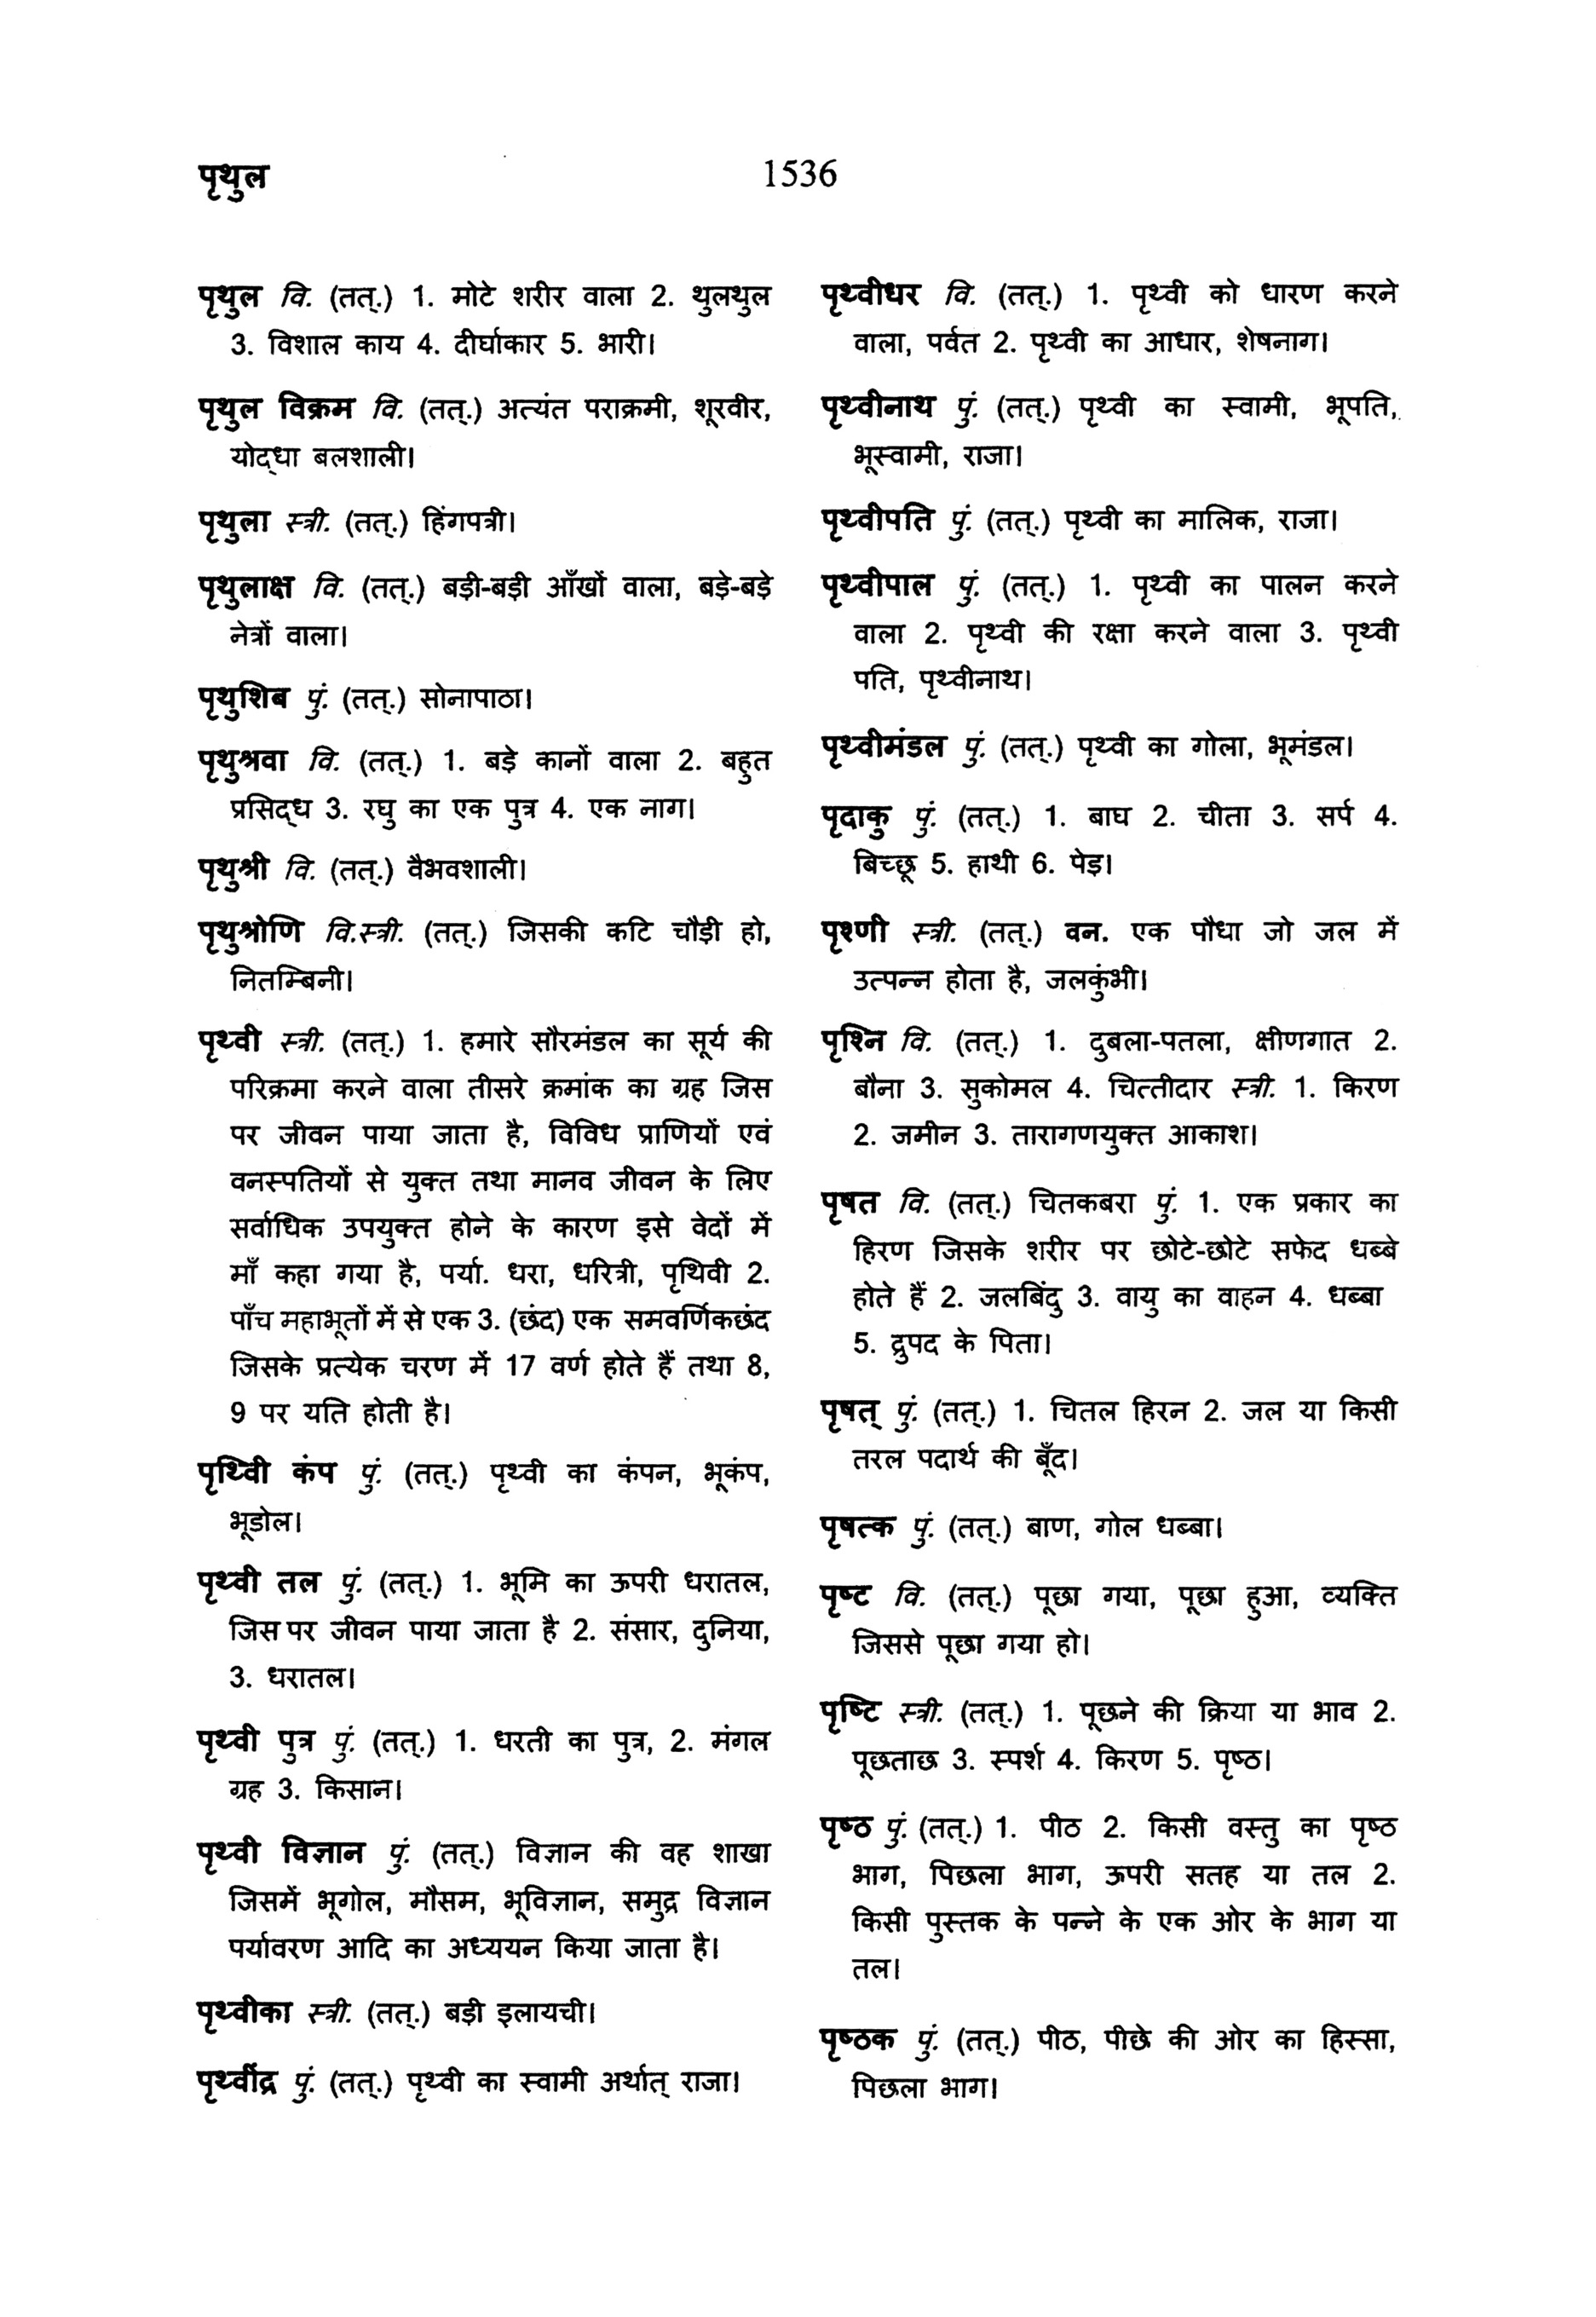 पृथुल
1536
पृथुल वि. (तत्.) 1. मोटे शरीर वाला 2. थुलथुल
3. विशाल काय 4. दीर्घाकार 5. भारी।
पृथुल विक्रम वि. (तत्.) अत्यंत पराक्रमी, शूरवीर,
योद्धा बलशाली।
पृथुला स्त्री. (तत्.) हिंगपत्री।
पृथुलाक्ष वि. (तत्.) बड़ी-बड़ी आँखों वाला, बड़े-बड़े
नेत्रों वाला।
पृथुशिब पुं. (तत्.) सोनापाठा।
पृथुश्रवा वि. (तत्.) 1. बड़े कानों वाला 2. बहुत
प्रसिद्ध 3. रघु का एक पुत्र 4. एक नाग।
पृथुश्री वि. (तत्.) वैभवशाली।
पृथुश्रोणि वि.स्त्री. (तत्.) जिसकी कटि चौड़ी हो,
नितम्बिनी।
पृथ्वी स्त्री. (तत्.) 1. हमारे सौरमंडल का सूर्य की
परिक्रमा करने वाला तीसरे क्रमांक का ग्रह जिस
पर जीवन पाया जाता है, विविध प्राणियों एवं
वनस्पतियों से युक्त तथा मानव जीवन के लिए
सर्वाधिक उपयुक्त होने के कारण इसे वेदों में
माँ कहा गया है, पर्या. धरा, धरित्री, पृथिवी 2.
पाँच महाभूतों में से एक 3. (छंद) एक समवर्णिकछंद
जिसके प्रत्येक चरण में 17 वर्ण होते हैं तथा 8,
9 पर यति होती है।
पृथ्विी कंप पुं. (तत्.) पृथ्वी का कंपन, भूकंप,
भूडोल।
पृथ्वी तल पुं. (तत्.) 1. भूमि का ऊपरी धरातल,
जिस पर जीवन पाया जाता है 2. संसार, दुनिया,
3. धरातल।
पृथ्वी पुत्र पुं. (तत्.) 1. धरती का पुत्र, 2. मंगल
ग्रह 3. किसान।
पृथ्वी विज्ञान पुं. (तत्.) विज्ञान की वह शाखा
जिसमें भूगोल, मौसम, भूविज्ञान, समुद्र विज्ञान
पर्यावरण आदि का अध्ययन किया जाता है।
पृथ्वीका स्त्री. (तत्.) बड़ी इलायची।
पृथ्वींद्र पुं. (तत्.) पृथ्वी का स्वामी अर्थात् राजा।
पृथ्वीधर वि. (तत्.) 1. पृथ्वी को धारण करने
वाला, पर्वत 2. पृथ्वी का आधार, शेषनाग।
पृथ्वीनाथ पुं. (तत्.) पृथ्वी का स्वामी, भूपति,
भूस्वामी, राजा।
पृथ्वीपति पुं. (तत्.) पृथ्वी का मालिक, राजा।
पृथ्वीपाल पुं. (तत्.) 1. पृथ्वी का पालन करने
वाला 2. पृथ्वी की रक्षा करने वाला 3. पृथ्वी
पति, पृथ्वीनाथ।
पृथ्वीमंडल पुं. (तत्.) पृथ्वी का गोला, भूमंडल।
पृदाकु पुं. (तत्.) 1. बाघ 2. चीता 3. सर्प 4.
बिच्छू 5. हाथी 6. पेड़।
पृश्णी स्त्री. (तत्.) वन. एक पौधा जो जल में
उत्पन्न होता है, जलकुंभी।
पृश्नि वि. (तत्.) 1. दुबला-पतला, क्षीणगात 2.
बौना 3. सुकोमल 4. चित्तीदार स्त्री. 1. किरण
2. जमीन 3. तारागणयुक्त आकाश।
पृषत वि. (तत्.) चितकबरा पुं. 1. एक प्रकार का
हिरण जिसके शरीर पर छोटे-छोटे सफेद धब्बे
होते हैं 2. जलबिंदु 3. वायु का वाहन 4. धब्बा
5. द्रुपद के पिता।
पृषत् पुं. (तत्.) 1. चितल हिरन 2. जल या किसी
तरल पदार्थ की बूँद।
पृषत्क पुं. (तत्.) बाण, गोल धब्बा।
पृष्ट वि. (तत्.) पूछा गया, पूछा हुआ, व्यक्ति
जिससे पूछा गया हो।
पृष्टि स्त्री. (तत्.) 1. पूछने की क्रिया या भाव 2.
पूछताछ 3. स्पर्श 4. किरण 5. पृष्ठ।
पृष्ठ पुं. (तत्.) 1. पीठ 2. किसी वस्तु का पृष्ठ
भाग, पिछला भाग, ऊपरी सतह या तल 2.
किसी पुस्तक के पन्ने के एक ओर के भाग या
तल।
पृष्ठक पुं. (तत्.) पीठ, पीछे की ओर का हिस्सा,
पिछला भाग।